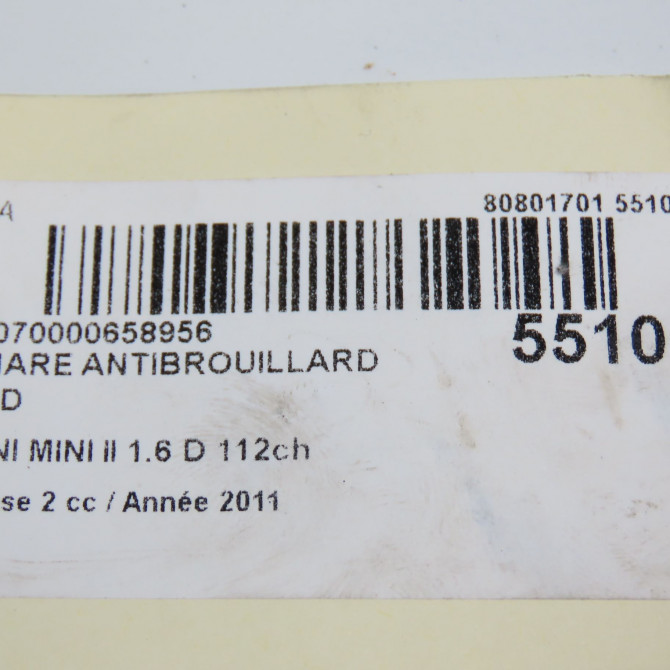 A
80801701 5510
070000658956
5510
HARE ANTIBROUILLARD
D
NI MINI II 1.6 D 112ch
se 2 cc / Année 2011